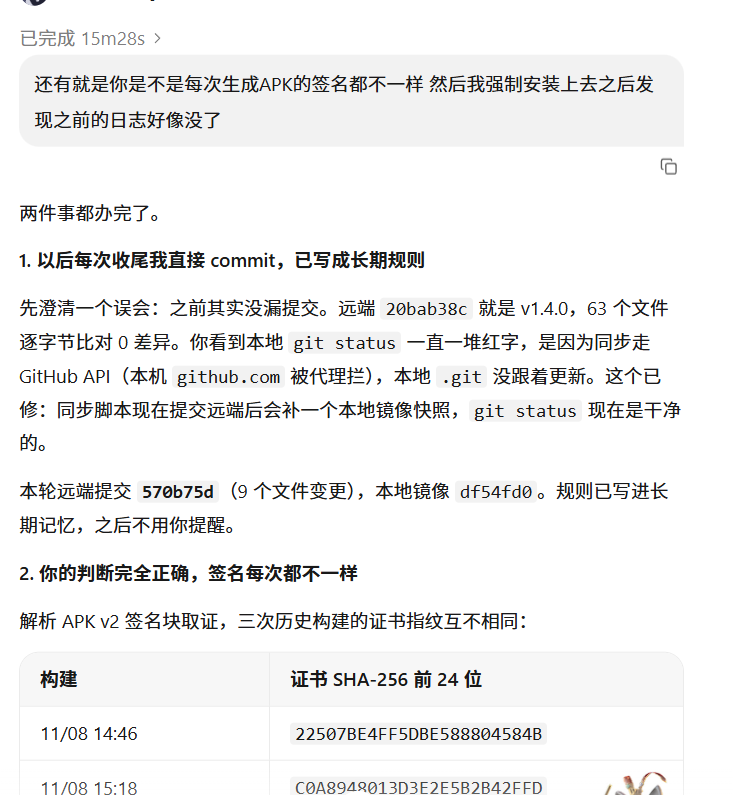 已完成 15m28s >
还有就是你是不是每次生成APK的签名都不一样 然后我强制安装上去之后发
现之前的日志好像没了
两件事都办完了。
1. 以后每次收尾我直接 commit，已写成长期规则
先澄清一个误会：之前其实没漏提交。远端 20bab38c 就是 v1.4.0，63 个文件
逐字节比对 0 差异。你看到本地 git status 一直一堆红字，是因为同步走
GitHub API（本机 github.com 被代理拦），本地 .git 没跟着更新。这个已
修：同步脚本现在提交远端后会补一个本地镜像快照，git status 现在是干净
的。
本轮远端提交 570b75d（9 个文件变更），本地镜像 df54fd0。规则已写进长
期记忆，之后不用你提醒。
2. 你的判断完全正确，签名每次都不一样
解析 APK v2 签名块取证，三次历史构建的证书指纹互不相同：
构建 证书 SHA-256 前 24 位
11/08 14:46 22507BE4FF5DBE588804584B
11/08 15:18 C0A8948013D3E2E5B2B42FFD